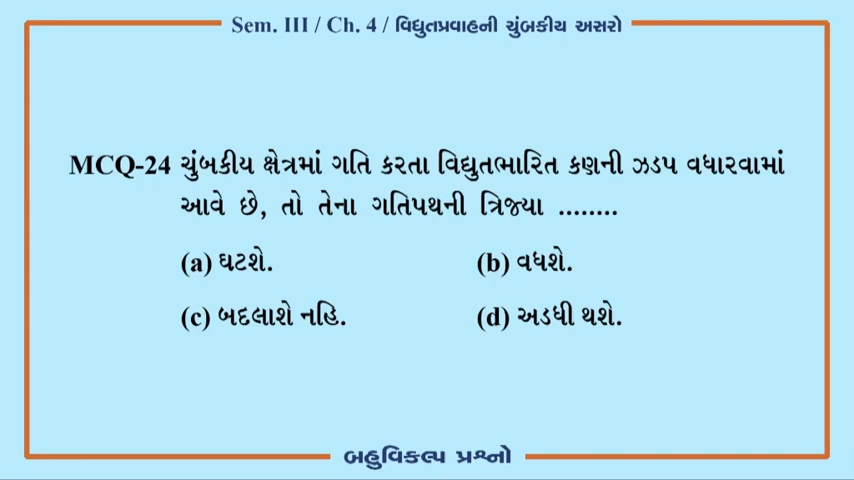 Sem. III / Ch. 4 / વિદ્યુતપ્રવાહની ચુંબકીય અસરો
MCQ-24 ચુંબકીય ક્ષેત્રમાં ગતિ કરતા વિદ્યુતભારિત કણની ઝડપ વધારવામાં
આવે છે, તો તેના ગતિપથની ત્રિજ્યા ........
(a) ઘટશે. (b) વધશે.
(c) બદલાશે નહિ. (d) અડધી થશે.
બહુવિકલ્પ પ્રશ્નો